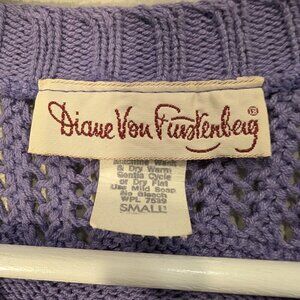 Diane Von Furstenberg ®
Machine Wash
& Dry Warm
Gentle Cycle
or Dry Flat
Use Mild Soap
No Bleach
WPL 7539
SMALL